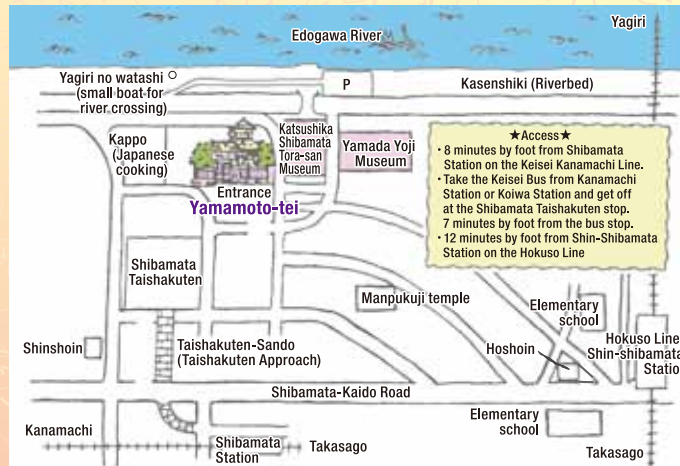 Edogawa River
Yagiri
Yagiri no watashi
(small boat for
river crossing)
P
Kasenshiki (Riverbed)
Kappo
(Japanese
cooking)
Katsushika
Shibamata
Tora-san
Museum
Yamada Yoji
Museum
★Access★
• 8 minutes by foot from Shibamata
Station on the Keisei Kanamachi Line.
• Take the Keisei Bus from Kanamachi
Station or Koiwa Station and get off
at the Shibamata Taishakuten stop.
7 minutes by foot from the bus stop.
• 12 minutes by foot from Shin-Shibamata
Station on the Hokuso Line
Entrance
Yamamoto-tei
Shibamata
Taishakuten
Manpukuji temple
Elementary
school
Shinshoin
Taishakuten-Sando
(Taishakuten Approach)
Hoshoin
Hokuso Line
Shin-shibamata
Statio
Shibamata-Kaido Road
Kanamachi
Shibamata
Station
Takasago
Elementary
school
Takasago